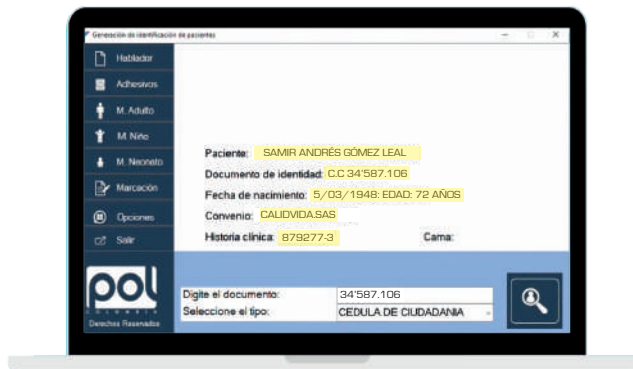 Generación de identificación de pacientes
Hablador
Adhesivos
M. Adulto
M. Niño
M. Neoneto
Marcación
Opciones
Salir
Paciente: SAMIR ANDRÉS GÓMEZ LEAL
Documento de identidad: C.C 34'587.106
Fecha de nacimiento: 5/03/1948: EDAD: 72 AÑOS
Convenio: CALIDVIDA.SAS
Historia clínica: 879277-3 Cama:
pol
COLOMBIA
Derechos Reservados
Digite el documento: 34'587.106
Seleccione el tipo: CEDULA DE CIUDADANIA